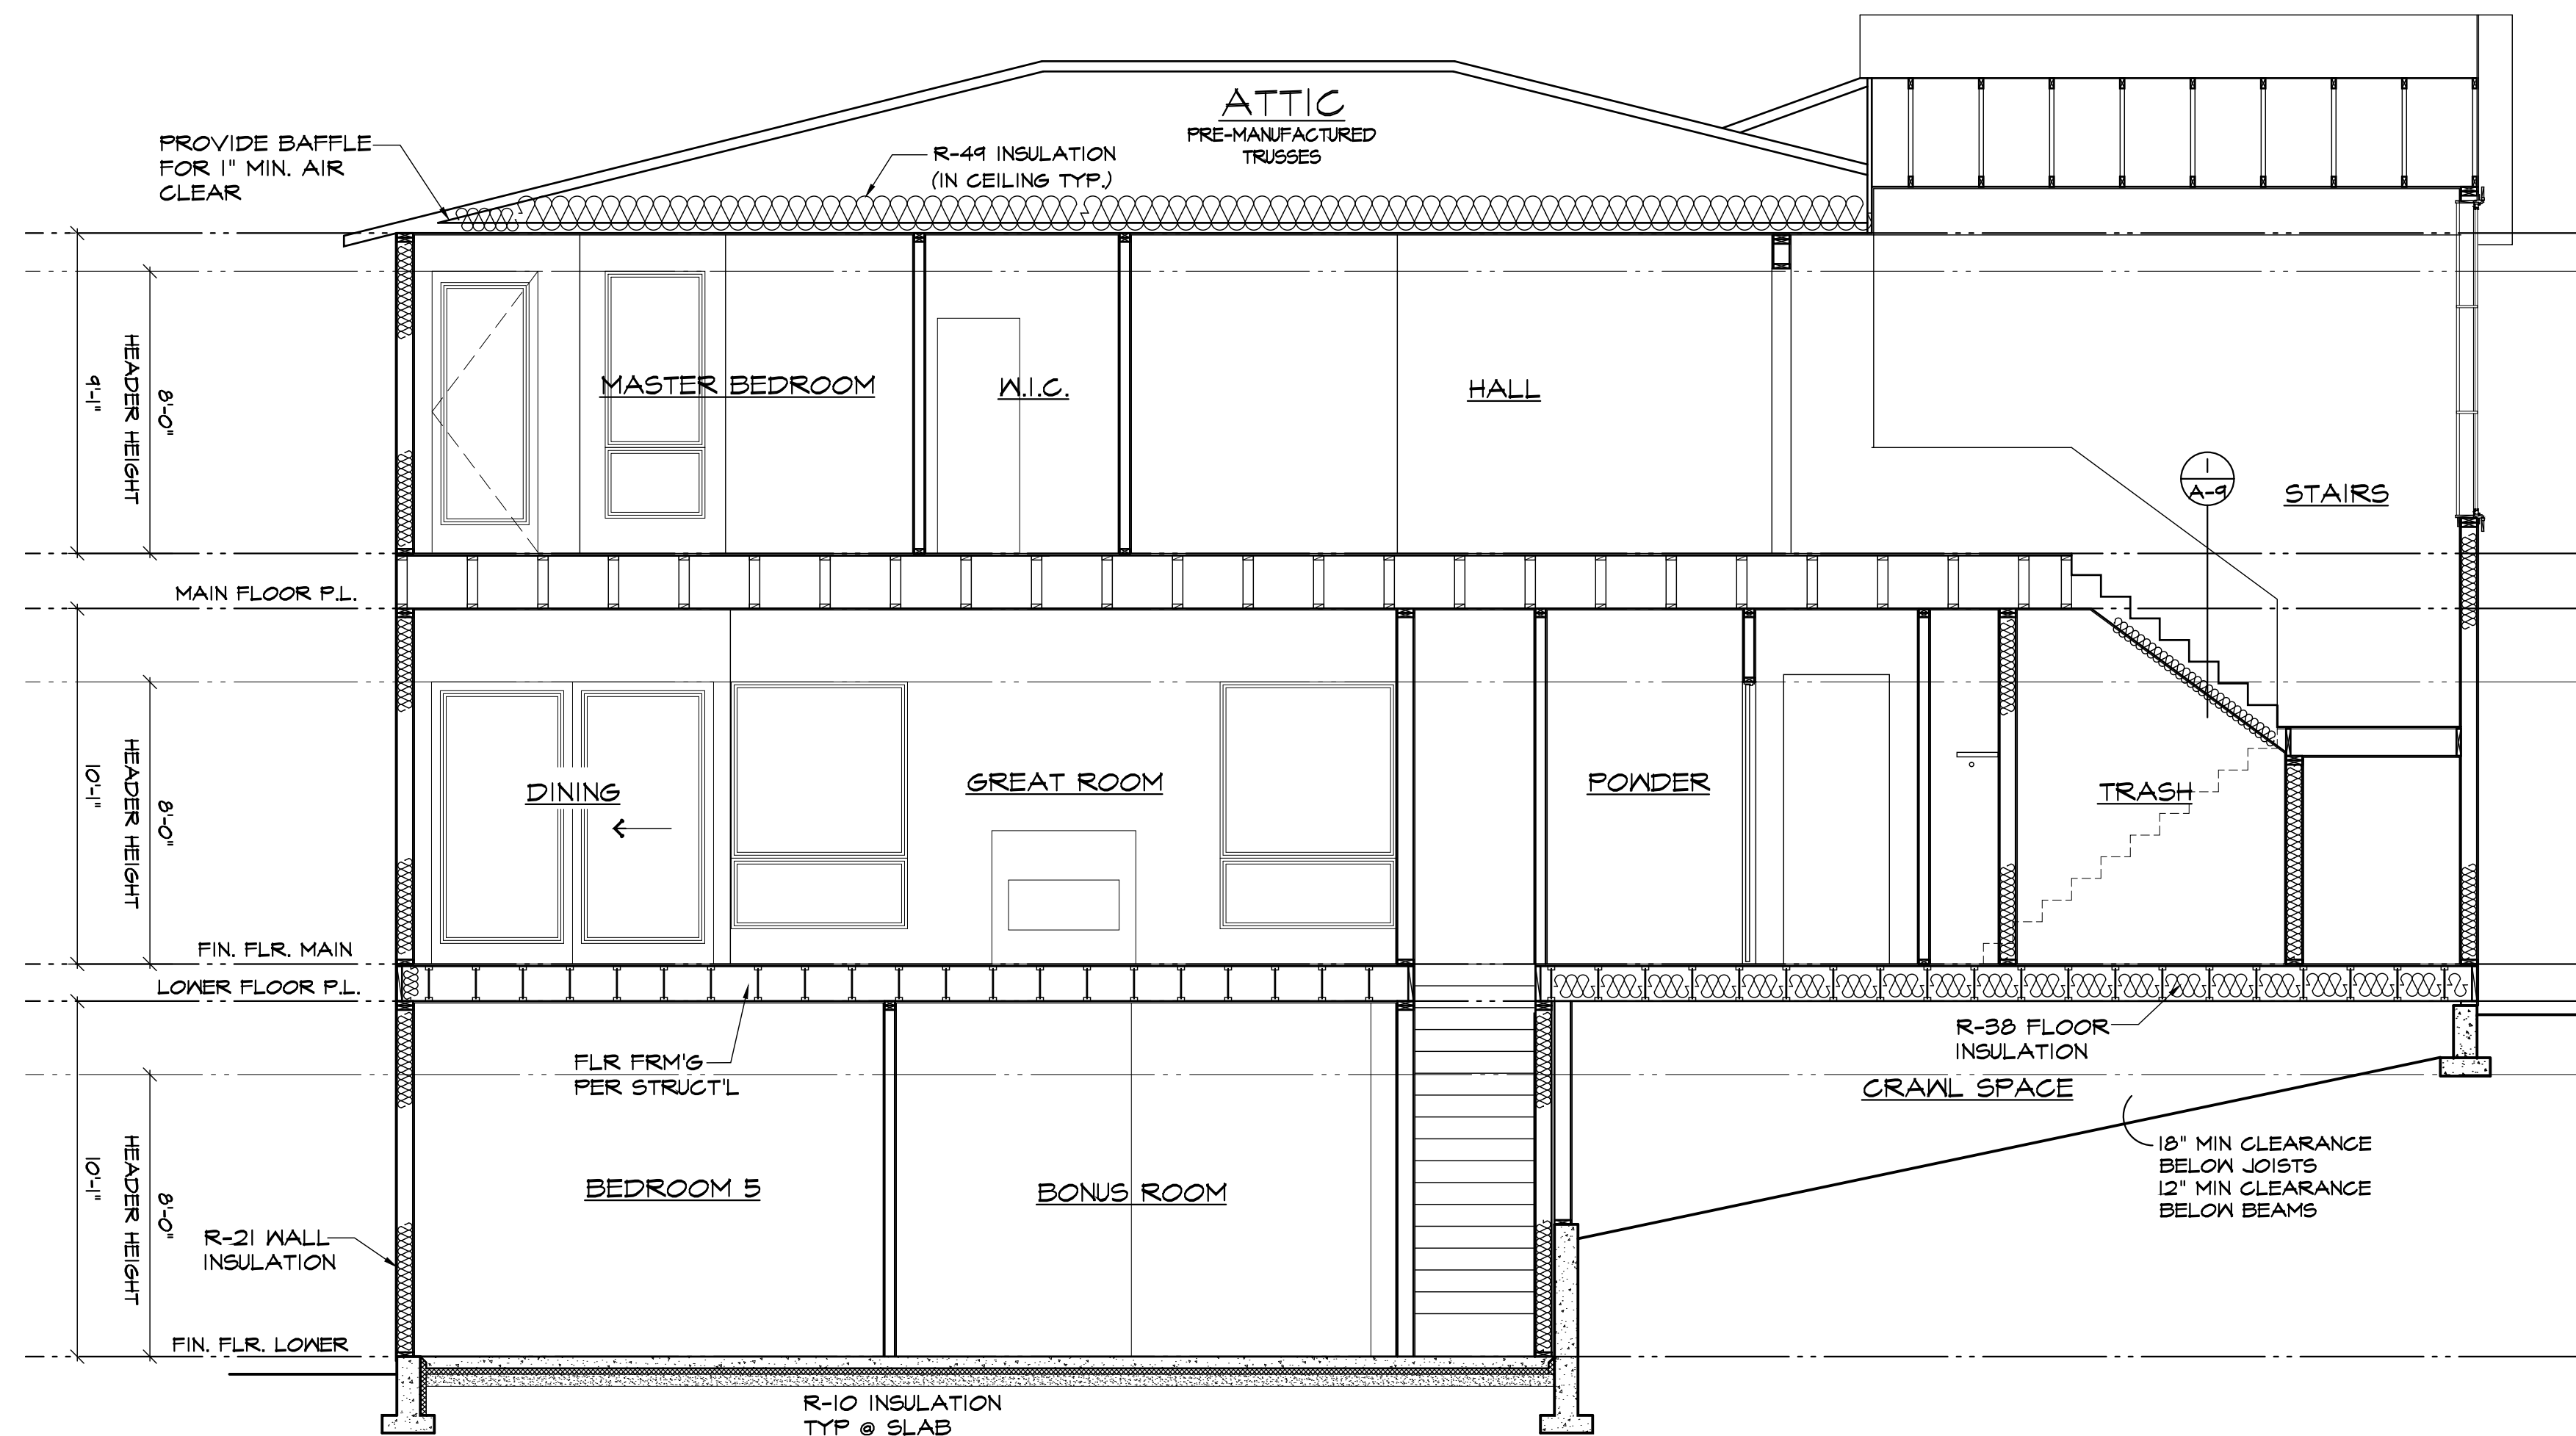 ATTIC
PRE-MANUFACTURED
TRUSSES
PROVIDE BAFFLE
FOR 1" MIN. AIR
CLEAR
R-49 INSULATION
(IN CEILING TYP.)
9'-1"
HEADER HEIGHT
8'-0"
MASTER BEDROOM
W.I.C.
HALL
1
A-9
STAIRS
MAIN FLOOR P.L.
10'-1"
HEADER HEIGHT
8'-0"
DINING
GREAT ROOM
POWDER
TRASH
FIN. FLR. MAIN
LOWER FLOOR P.L.
FLR FRM'G
PER STRUCT'L
R-38 FLOOR
INSULATION
CRAWL SPACE
18" MIN CLEARANCE
BELOW JOISTS
12" MIN CLEARANCE
BELOW BEAMS
10'-1"
HEADER HEIGHT
8'-0"
BEDROOM 5
BONUS ROOM
R-21 WALL
INSULATION
FIN. FLR. LOWER
R-10 INSULATION
TYP @ SLAB